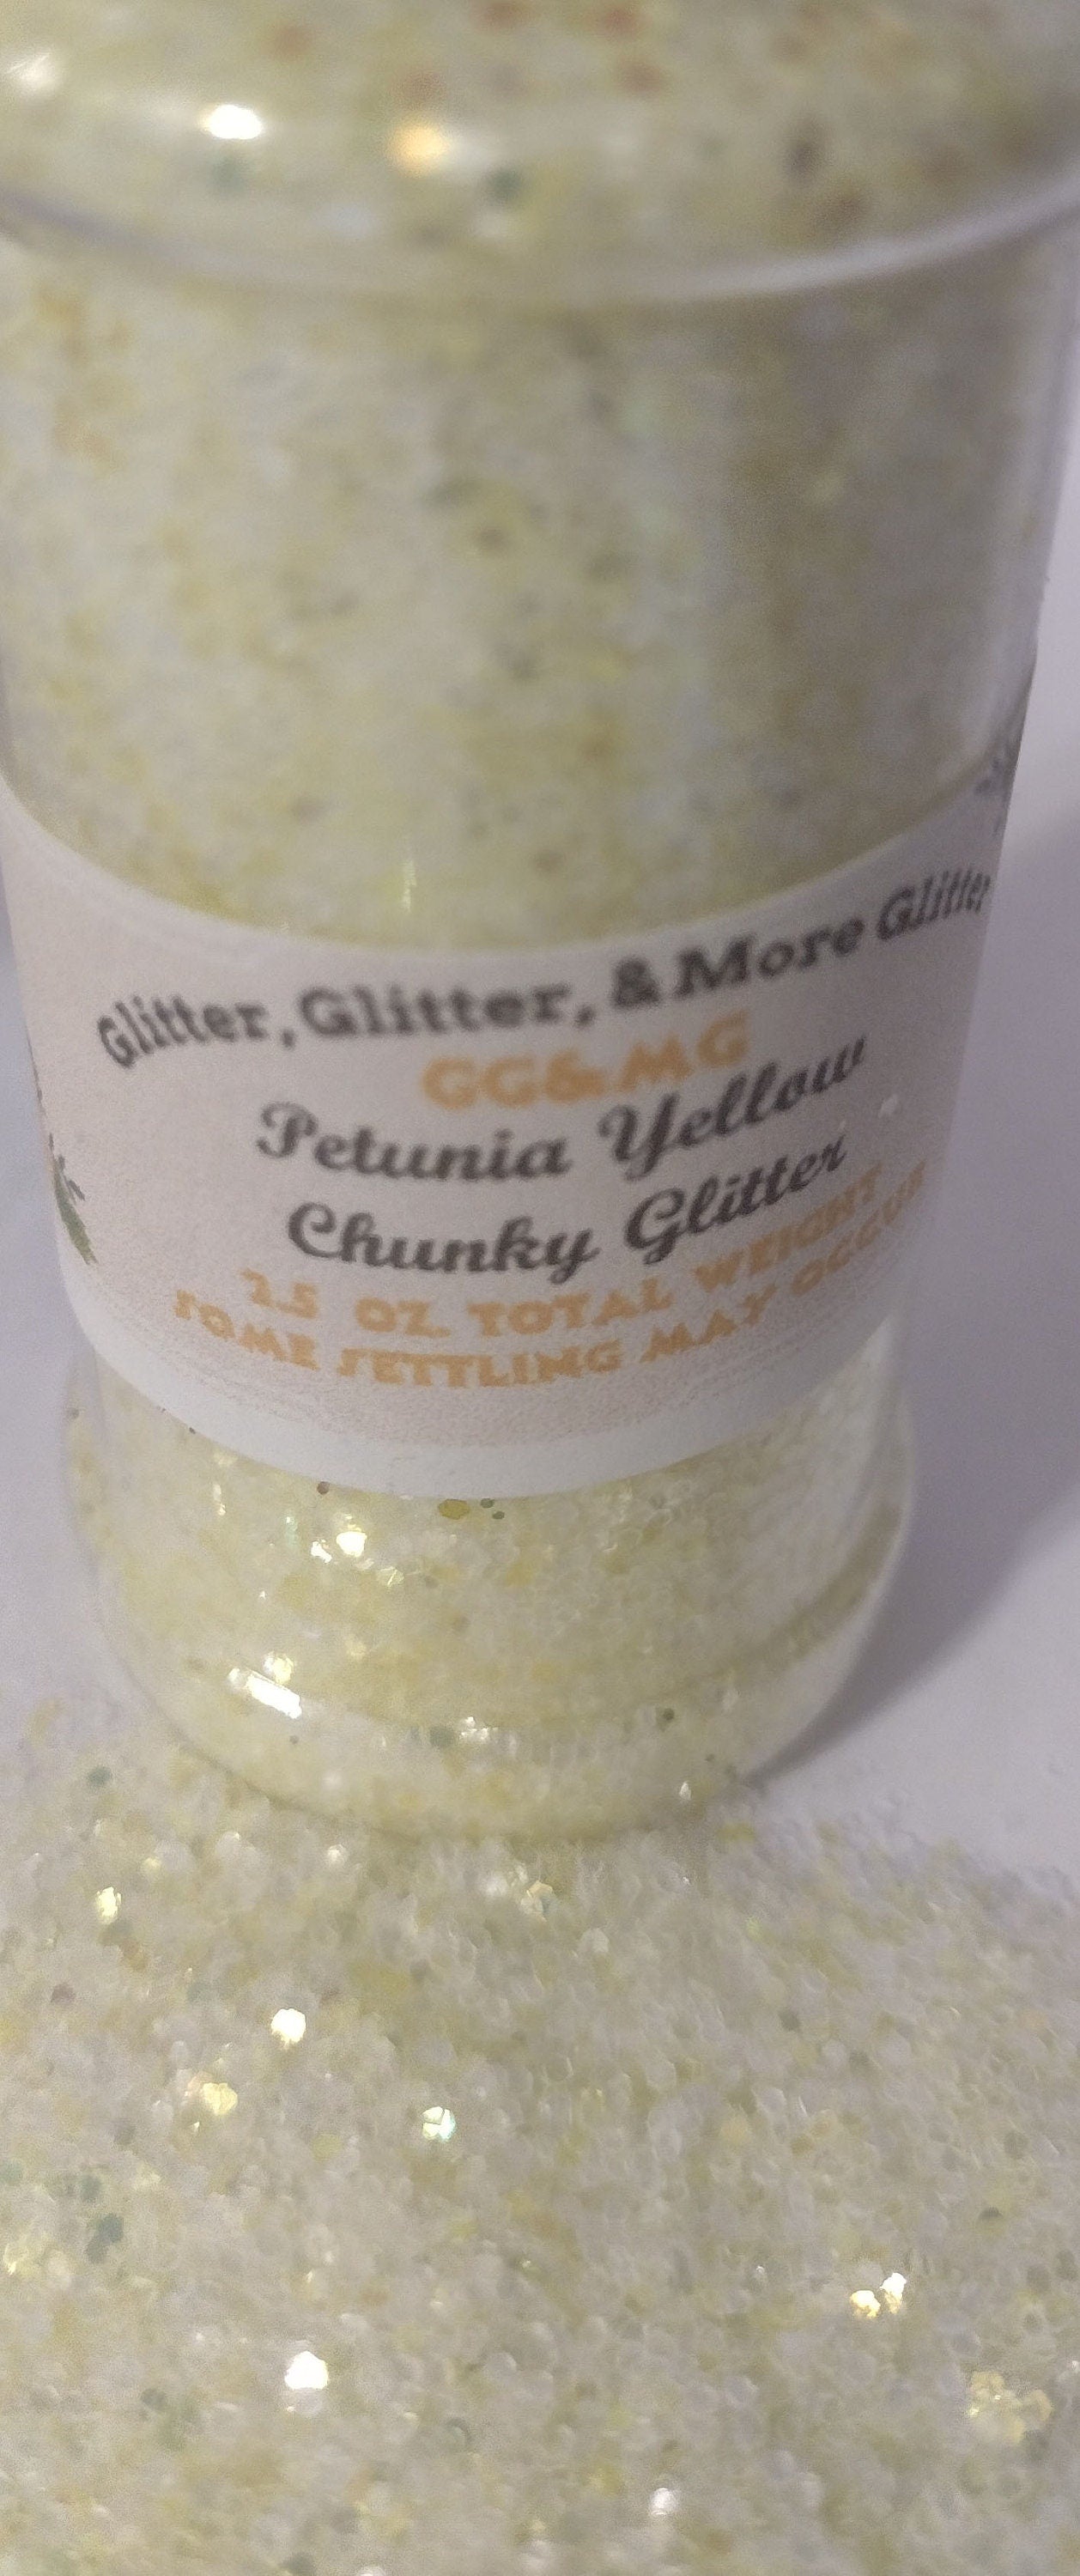 Glitter, Glitter, & More Glitter
GG&MG
Petunia Yellow
Chunky Glitter
2.5 OZ. TOTAL WEIGHT
SOME SETTLING MAY OCCUR